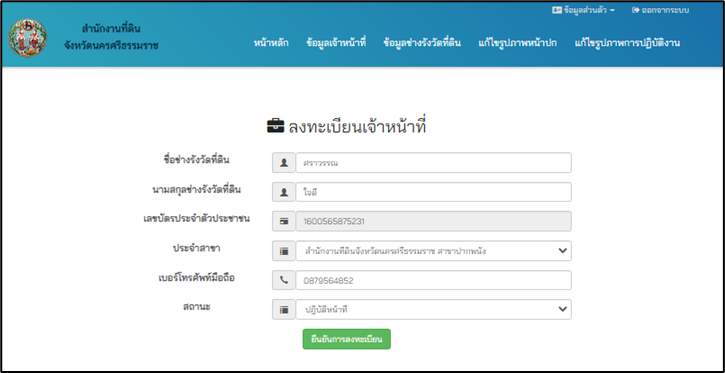 ข้อมูลส่วนตัว ออกจากระบบ
สำนักงานที่ดิน
จังหวัดนครศรีธรรมราช
หน้าหลัก ข้อมูลเจ้าหน้าที่ ข้อมูลช่างรังวัดที่ดิน แก้ไขรูปภาพหน้าปก แก้ไขรูปภาพการปฏิบัติงาน
ลงทะเบียนเจ้าหน้าที่
ชื่อช่างรังวัดที่ดิน ศราวรรณ
นามสกุลช่างรังวัดที่ดิน ใจดี
เลขบัตรประจำตัวประชาชน 1600565875231
ประจำสาขา สำนักงานที่ดินจังหวัดนครศรีธรรมราช สาขาปากพนัง
เบอร์โทรศัพท์มือถือ 0879564852
สถานะ ปฏิบัติหน้าที่
ยืนยันการลงทะเบียน